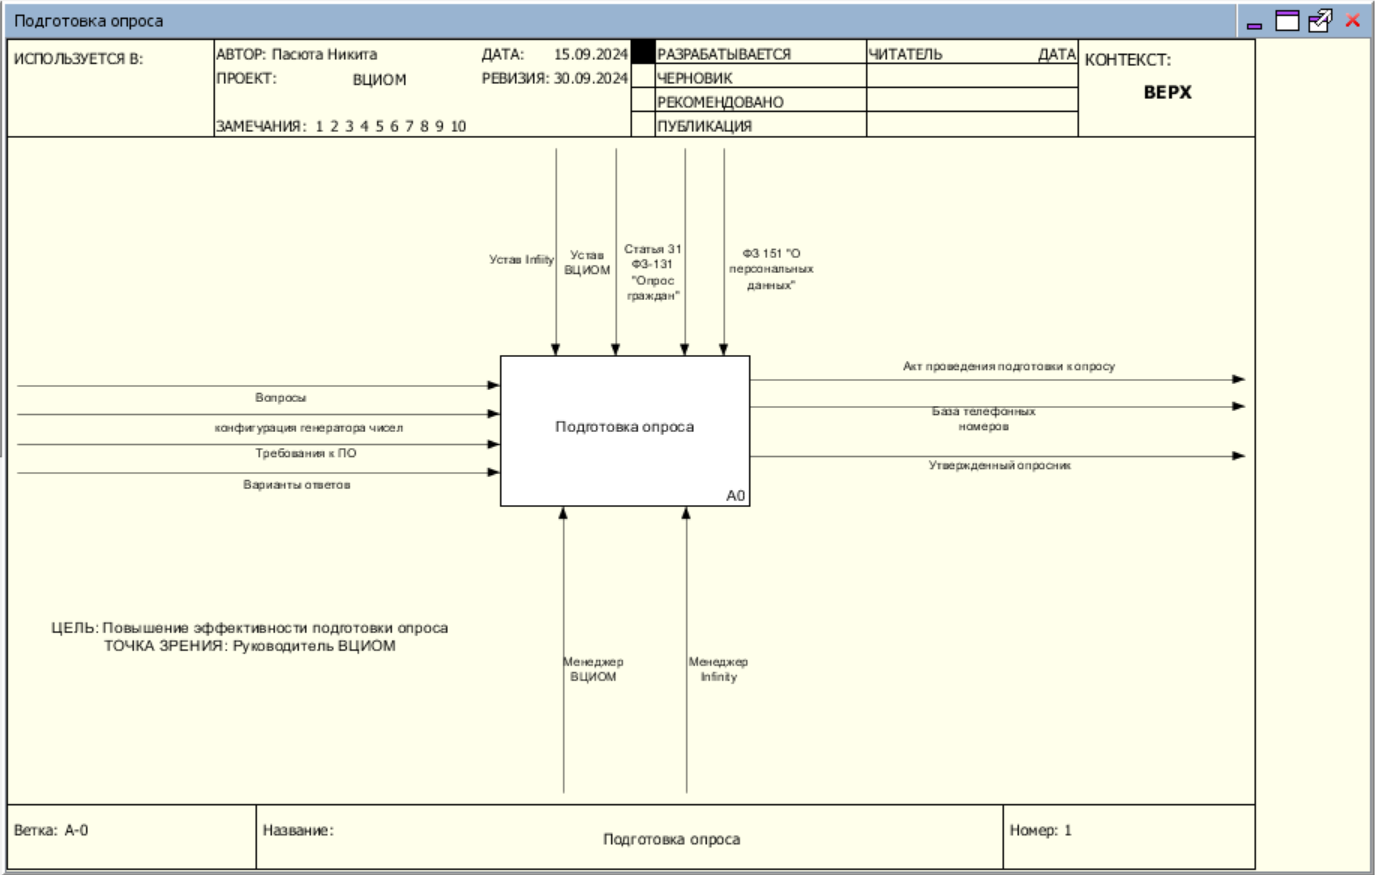 Подготовка опроса
ИСПОЛЬЗУЕТСЯ В:
АВТОР: Пасюта Никита
ДАТА: 15.09.2024
ПРОЕКТ: ВЦИОМ
РЕВИЗИЯ: 30.09.2024
ЗАМЕЧАНИЯ: 1 2 3 4 5 6 7 8 9 10
РАЗРАБАТЫВАЕТСЯ
ЧЕРНОВИК
РЕКОМЕНДОВАНО
ПУБЛИКАЦИЯ
ЧИТАТЕЛЬ ДАТА
КОНТЕКСТ:
ВЕРХ
Устав Infiity
Устав
ВЦИОМ
Статья 31
ФЗ-131
"Опрос
граждан"
ФЗ 151 "О
персональных
данных"
Вопросы
конфигурация генератора чисел
Требования к ПО
Варианты ответов
Подготовка опроса
A0
Акт проведения подготовки к опросу
База телефонных
номеров
Утвержденный опросник
ЦЕЛЬ: Повышение эффективности подготовки опроса
ТОЧКА ЗРЕНИЯ: Руководитель ВЦИОМ
Менеджер
ВЦИОМ
Менеджер
Infinity
Ветка: A-0
Название:
Подготовка опроса
Номер: 1